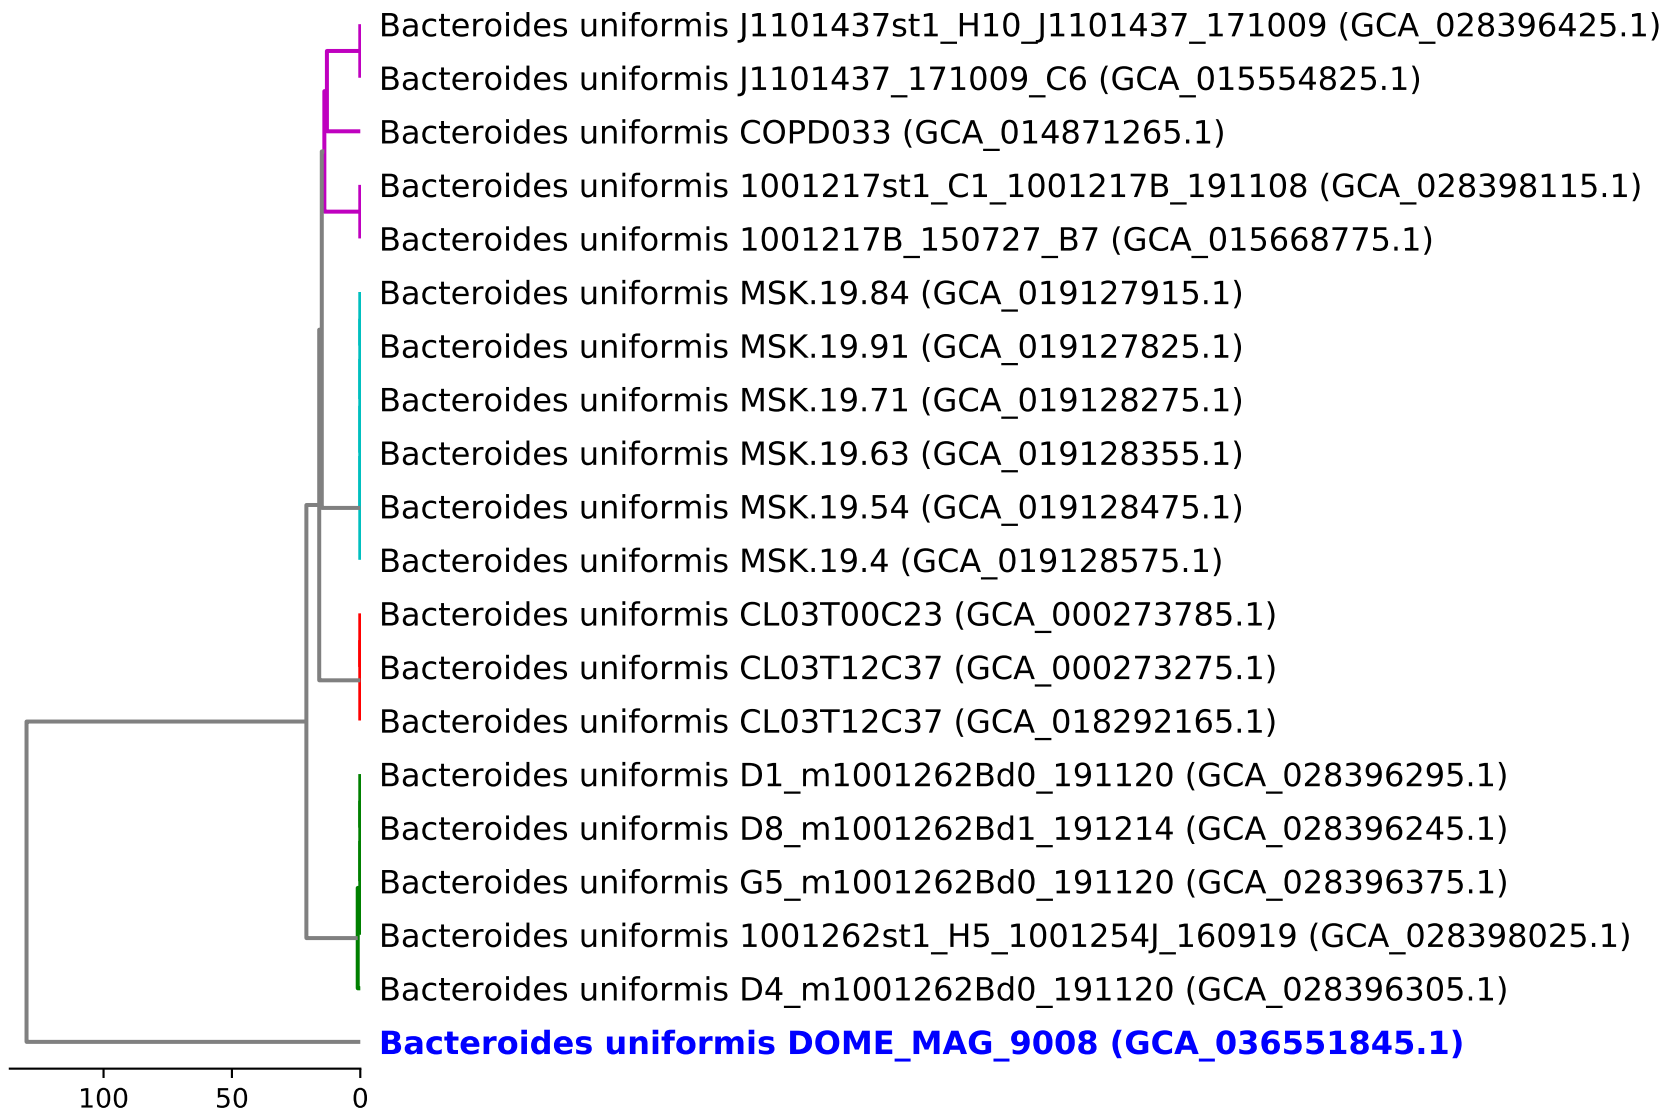 Bacteroides uniformis J1101437st1_H10_J1101437_171009 (GCA_028396425.1)
Bacteroides uniformis J1101437_171009_C6 (GCA_015554825.1)
Bacteroides uniformis COPD033 (GCA_014871265.1)
Bacteroides uniformis 1001217st1_C1_1001217B_191108 (GCA_028398115.1)
Bacteroides uniformis 1001217B_150727_B7 (GCA_015668775.1)
Bacteroides uniformis MSK.19.84 (GCA_019127915.1)
Bacteroides uniformis MSK.19.91 (GCA_019127825.1)
Bacteroides uniformis MSK.19.71 (GCA_019128275.1)
Bacteroides uniformis MSK.19.63 (GCA_019128355.1)
Bacteroides uniformis MSK.19.54 (GCA_019128475.1)
Bacteroides uniformis MSK.19.4 (GCA_019128575.1)
Bacteroides uniformis CL03T00C23 (GCA_000273785.1)
Bacteroides uniformis CL03T12C37 (GCA_000273275.1)
Bacteroides uniformis CL03T12C37 (GCA_018292165.1)
Bacteroides uniformis D1_m1001262Bd0_191120 (GCA_028396295.1)
Bacteroides uniformis D8_m1001262Bd1_191214 (GCA_028396245.1)
Bacteroides uniformis G5_m1001262Bd0_191120 (GCA_028396375.1)
Bacteroides uniformis 1001262st1_H5_1001254J_160919 (GCA_028398025.1)
Bacteroides uniformis D4_m1001262Bd0_191120 (GCA_028396305.1)
Bacteroides uniformis DOME_MAG_9008 (GCA_036551845.1)
100 50 0